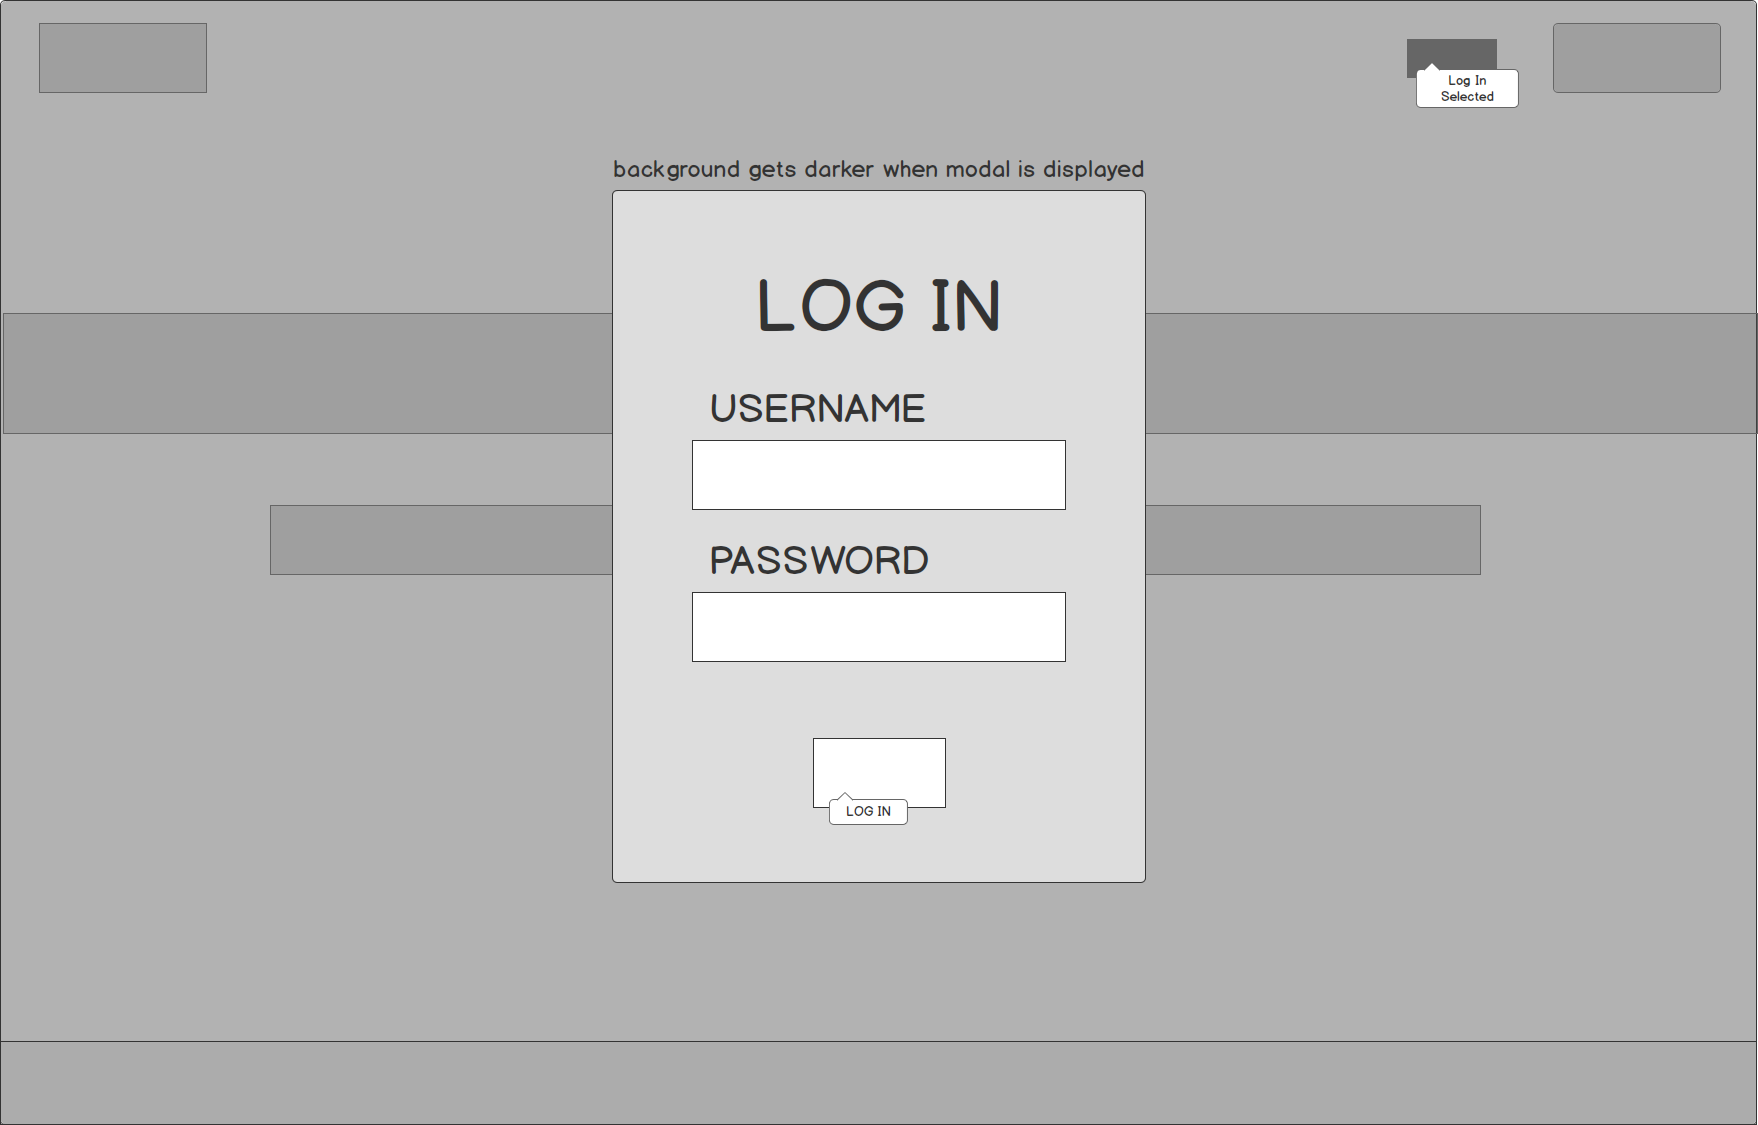 Log In
Selected
background gets darker when modal is displayed
LOG IN
USERNAME
PASSWORD
LOG IN